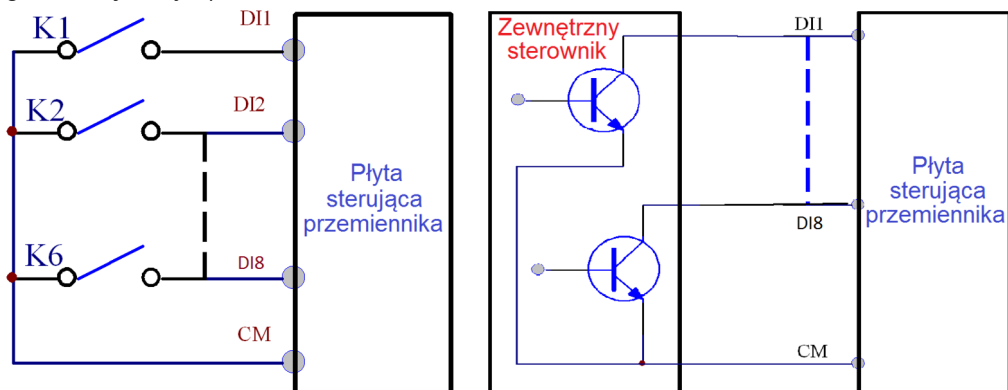 K1
DI1
K2
DI2
K6
DI8
CM
Płyta
sterująca
przemiennika
Zewnętrzny
sterownik
DI1
DI8
CM
Płyta
sterująca
przemiennika